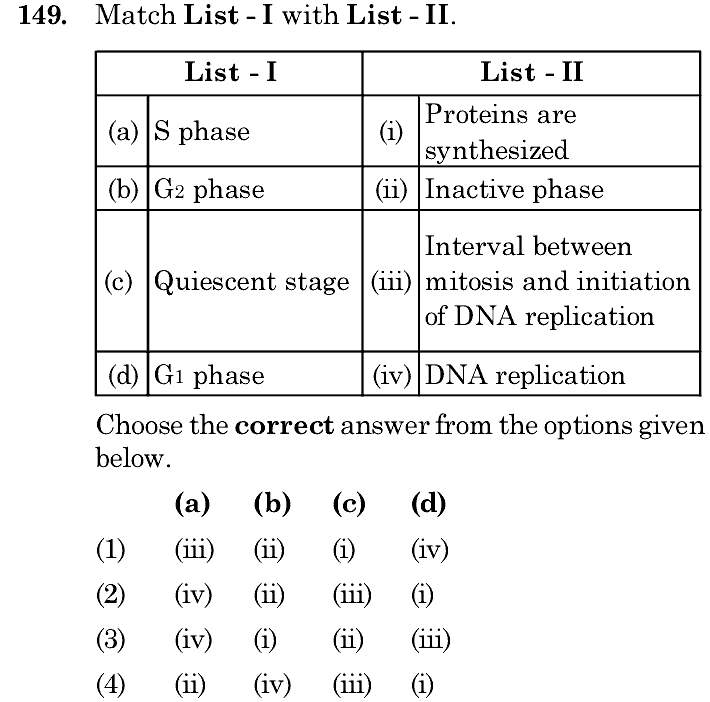 149. Match List - I with List - II.
List - I List - II
(a) S phase (i) Proteins are
synthesized
(b) G2 phase (ii) Inactive phase
(c) Quiescent stage (iii) Interval between
mitosis and initiation
of DNA replication
(d) G1 phase (iv) DNA replication
Choose the correct answer from the options given
below.
(a) (b) (c) (d)
(1) (iii) (ii) (i) (iv)
(2) (iv) (ii) (iii) (i)
(3) (iv) (i) (ii) (iii)
(4) (ii) (iv) (iii) (i)